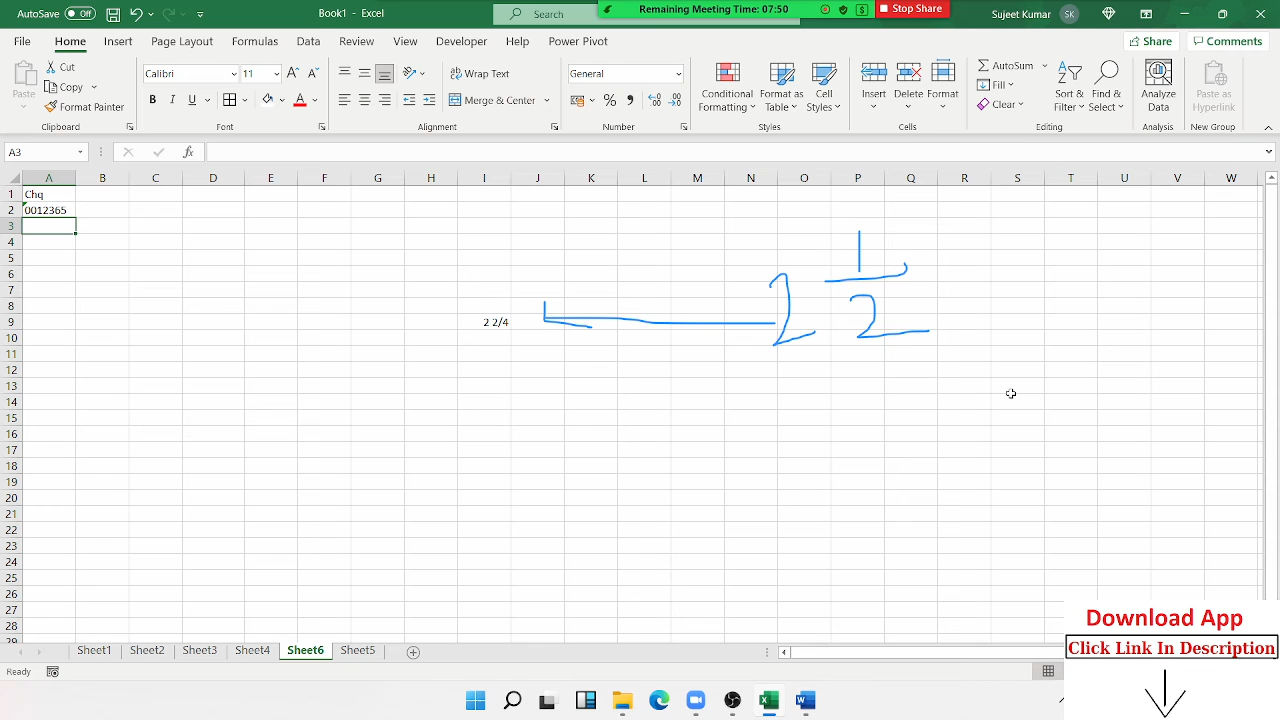 AutoSave Off Book1 - Excel Search Remaining Meeting Time: 07:50 Stop Share Sujeet Kumar SK
File Home Insert Page Layout Formulas Data Review View Developer Help Power Pivot Share Comments
Paste Cut Copy Format Painter
Calibri 11 B I U
Wrap Text Merge & Center
General % ,
Conditional Formatting Format as Table Cell Styles
Insert Delete Format
AutoSum Fill Clear Sort & Filter Find & Select
Analyze Data
Paste as Hyperlink
Clipboard Font Alignment Number Styles Cells Editing Analysis New Group
A3 fx
A B C D E F G H I J K L M N O P Q R S T U V W
1 Chq
2 0012365
3
4
5
6
7
8
9 2 2/4
10
11
12
13
14
15
16
17
18
19
20
21
22
23
24
25
26
27
28
29
2 1/2
Download App
Click Link In Description
Sheet1 Sheet2 Sheet3 Sheet4 Sheet6 Sheet5
Ready